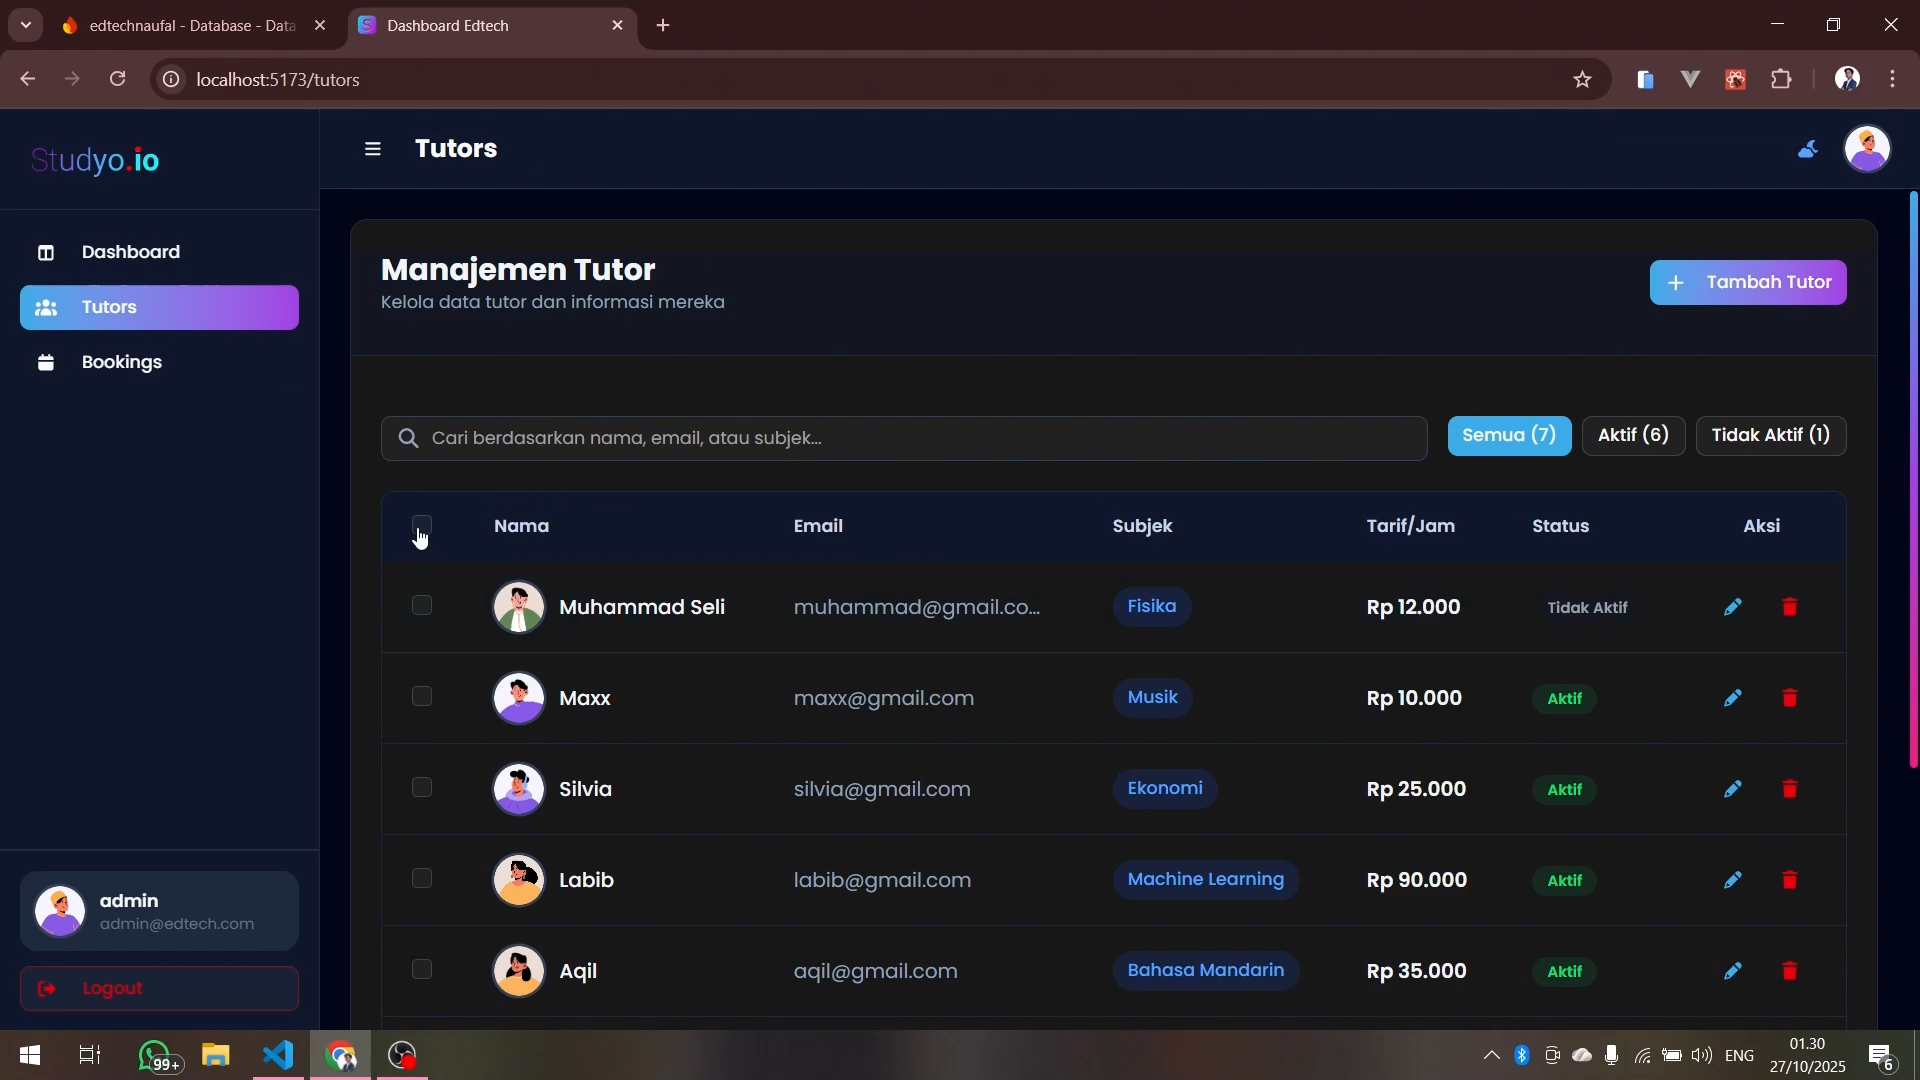 edtechnaufal - Database - Data
Dashboard Edtech
localhost:5173/tutors
Studyo.io
Tutors
Dashboard
Tutors
Bookings
Manajemen Tutor
Kelola data tutor dan informasi mereka
Tambah Tutor
Cari berdasarkan nama, email, atau subjek...
Semua (7)
Aktif (6)
Tidak Aktif (1)
Nama Email Subjek Tarif/Jam Status Aksi
Muhammad Seli muhammad@gmail.co... Fisika Rp 12.000 Tidak Aktif
Maxx maxx@gmail.com Musik Rp 10.000 Aktif
Silvia silvia@gmail.com Ekonomi Rp 25.000 Aktif
Labib labib@gmail.com Machine Learning Rp 90.000 Aktif
Aqil aqil@gmail.com Bahasa Mandarin Rp 35.000 Aktif
admin
admin@edtech.com
Logout
99+
ENG
01.30
27/10/2025
6